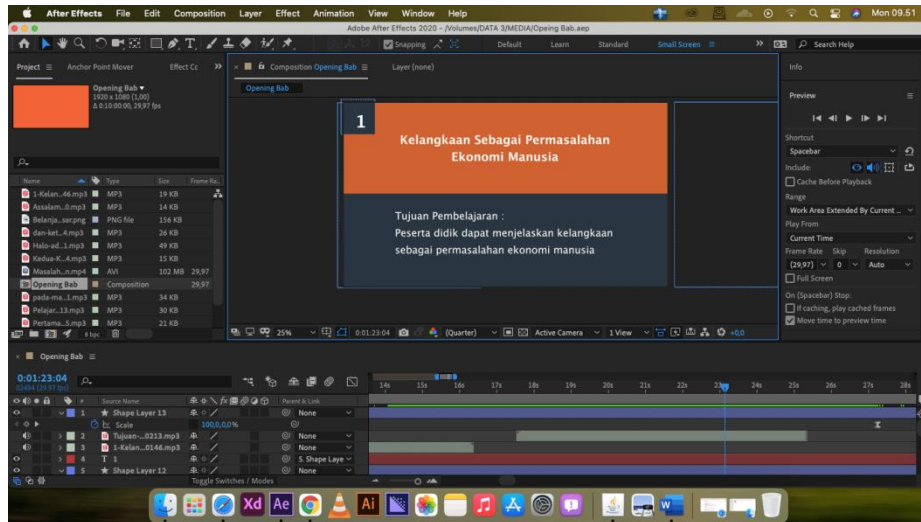 After Effects File Edit Composition Layer Effect Animation View Window Help Mon 09.51
Adobe After Effects 2020 - /Volumes/DATA 3/MEDIA/Opeing Bab.aep
Snapping Default Learn Standard Small Screen Search Help
Project Anchor Point Mover Effect Cc
Composition Opening Bab Layer (none)
Info
Opening Bab
Opening Bab
1920 x 1080 (1,00)
Δ 0:10:00:00, 29,97 fps
Preview
1
Kelangkaan Sebagai Permasalahan
Ekonomi Manusia
Tujuan Pembelajaran :
Peserta didik dapat menjelaskan kelangkaan
sebagai permasalahan ekonomi manusia
Shortcut
Spacebar
Include:
Cache Before Playback
Range
Work Area Extended By Current ...
Play From
Current Time
Frame Rate Skip Resolution
(29,97) 0 Auto
Full Screen
On (Spacebar) Stop:
If caching, play cached frames
Move time to preview time
Name Type Size Frame Ra..
1-Kelan..46.mp3 MP3 19 KB
Assalam..0.mp3 MP3 14 KB
Belanja..sar.png PNG file 156 KB
dan-ket..4.mp3 MP3 26 KB
Halo-ad..1.mp3 MP3 49 KB
Kedua-K..4.mp3 MP3 15 KB
Masalah..n.mp4 AVI 102 MB 29,97
Opening Bab Composition 29,97
pada-ma..1.mp3 MP3 34 KB
Pelajar..13.mp3 MP3 30 KB
Pertama..5.mp3 MP3 21 KB
8 bpc
25% 0:01:23:04 (Quarter) Active Camera 1 View +0,0
Opening Bab
0:01:23:04
02494 (29.97 fps)
14s 15s 16s 17s 18s 19s 20s 21s 22s 24s 25s 26s 27s 28s
# Source Name Parent & Link
1 Shape Layer 13 None
Scale 100,0,0,0%
2 Tujuan-...0213.mp3 None
3 1-Kelan...0146.mp3 None
4 T 1 5. Shape Laye
5 Shape Layer 12 None
Toggle Switches / Modes
Xd Ae Ai W